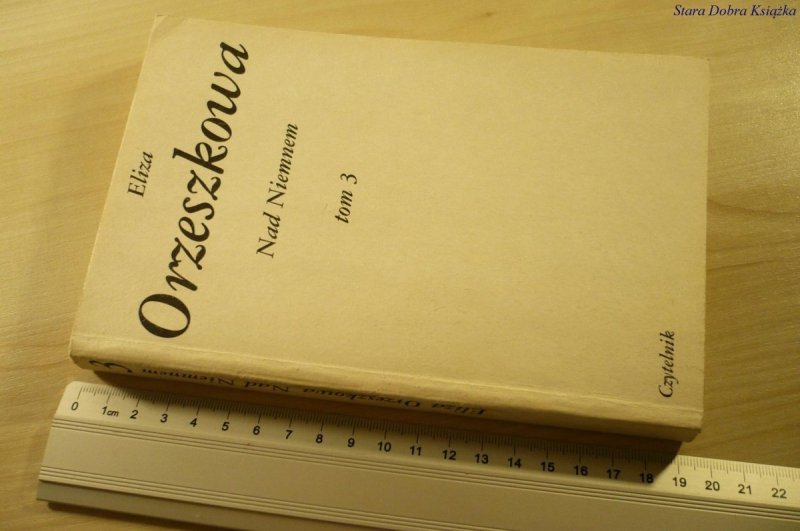 Stara Dobra Książka
Eliza
Orzeszkowa
Nad Niemnem
tom 3
Czytelnik
Eliza Orzeszkowa Nad Niemnem 3
0 1cm 2 3 4 5 6 7 8 9 10 11 12 13 14 15 16 17 18 19 20 21 22